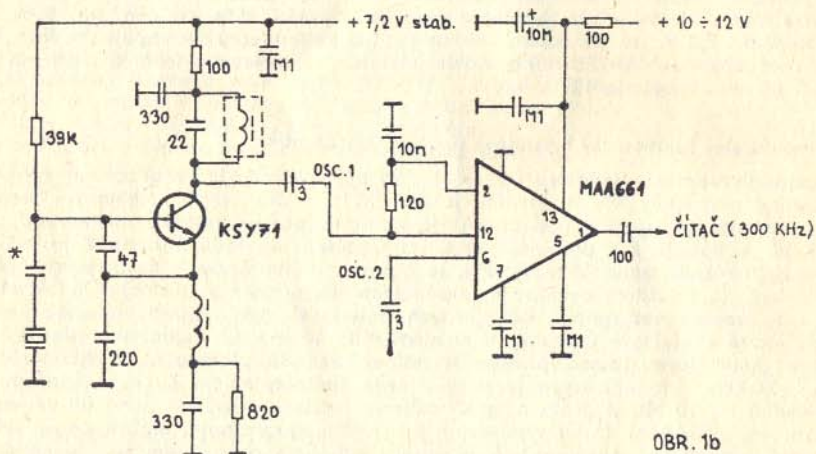 +7,2 V stab.
+
10M
100
+ 10 ÷ 12 V
100
M1
330
22
M1
39K
10n
OSC. 1
3
MAA661
2
120
13
KSY71
12
5
1
ČÍTAČ (300 KHz)
*
47
OSC. 2
6
100
7
3
220
M1
M1
330
820
OBR. 1b